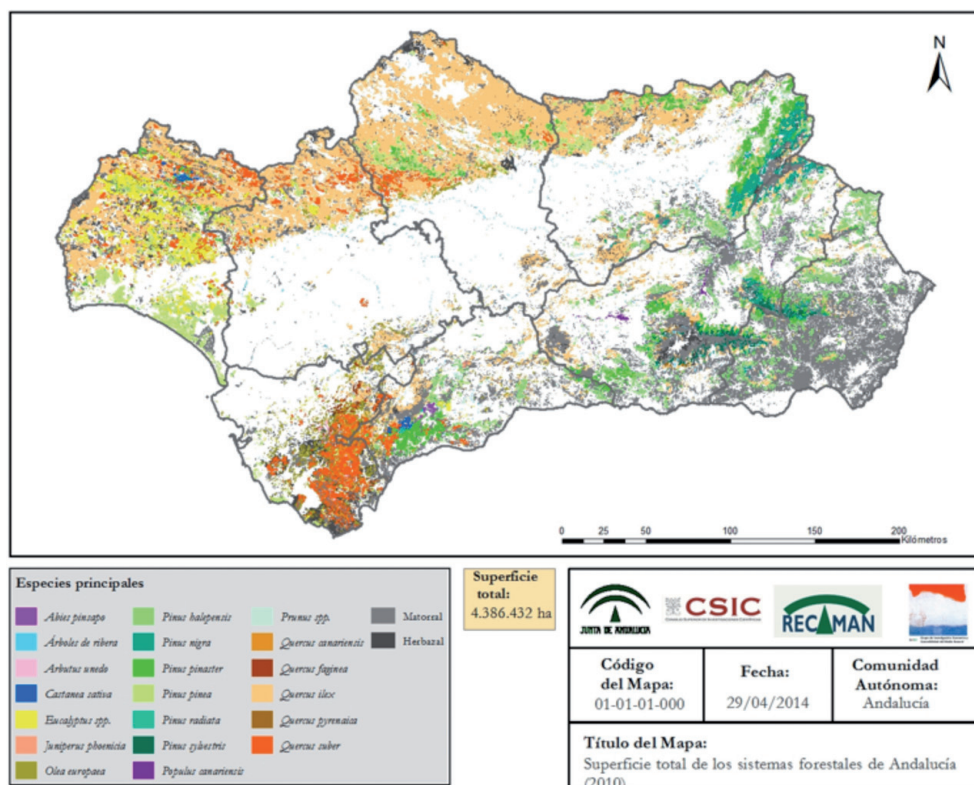 N
0 25 50 100 150 200
Kilómetros
Especies principales
Abies pinsapo
Árboles de ribera
Arbutus unedo
Castanea sativa
Eucalyptus spp.
Juniperus phoenicia
Olea europaea
Pinus halepensis
Pinus nigra
Pinus pinaster
Pinus pinea
Pinus radiata
Pinus sylvestris
Populus canariensis
Prunus spp.
Quercus canariensis
Quercus faginea
Quercus ilex
Quercus pyrenaica
Quercus suber
Matorral
Herbazal
Superficie
total:
4.386.432 ha
JUNTA DE ANDALUCIA
CSIC
RECAMAN
Código
del Mapa:
01-01-01-000
Fecha:
29/04/2014
Comunidad
Autónoma:
Andalucía
Título del Mapa:
Superficie total de los sistemas forestales de Andalucía
(2010)